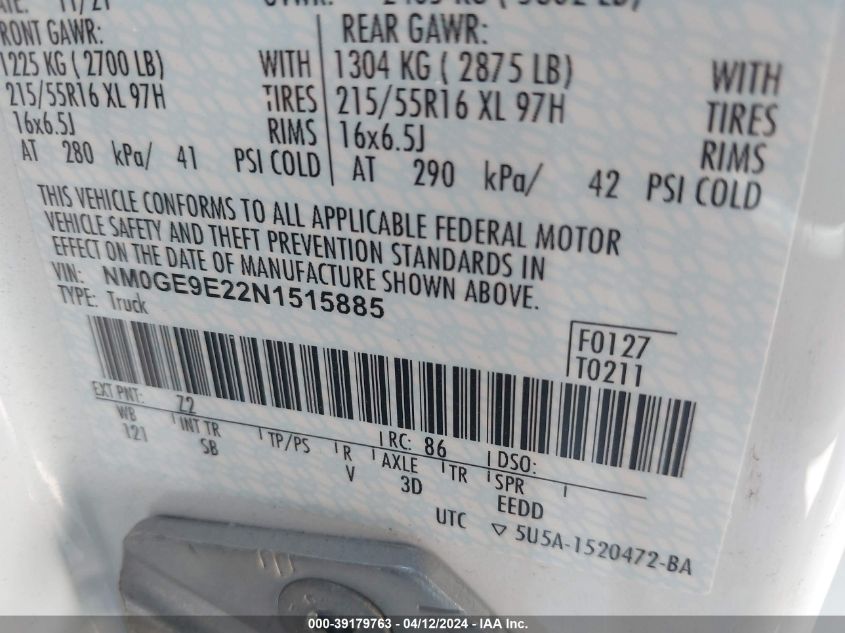 11/21
FRONT GAWR: REAR GAWR:
1225 KG ( 2700 LB) WITH 1304 KG ( 2875 LB) WITH
215/55R16 XL 97H TIRES 215/55R16 XL 97H TIRES
16x6.5J RIMS 16x6.5J RIMS
AT 280 kPa/ 41 PSI COLD AT 290 kPa/ 42 PSI COLD
THIS VEHICLE CONFORMS TO ALL APPLICABLE FEDERAL MOTOR
VEHICLE SAFETY AND THEFT PREVENTION STANDARDS IN
EFFECT ON THE DATE OF MANUFACTURE SHOWN ABOVE.
VIN: NM0GE9E22N1515885
TYPE: Truck
F0127
T0211
EXT PNT: Z2 RC: 86 DSO:
WB INT TR TP/PS R AXLE TR SPR
121 SB V 3D EEDD
UTC ▽ 5U5A-1520472-BA
000-39179763 - 04/12/2024 - IAA Inc.